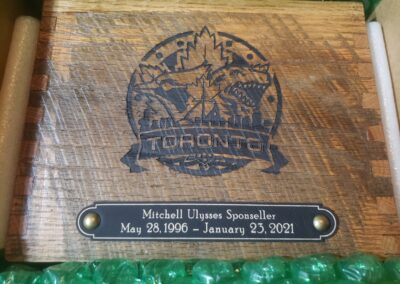 TORONTO
Mitchell Ulysses Sponseller
May 28, 1996 – January 23, 2021